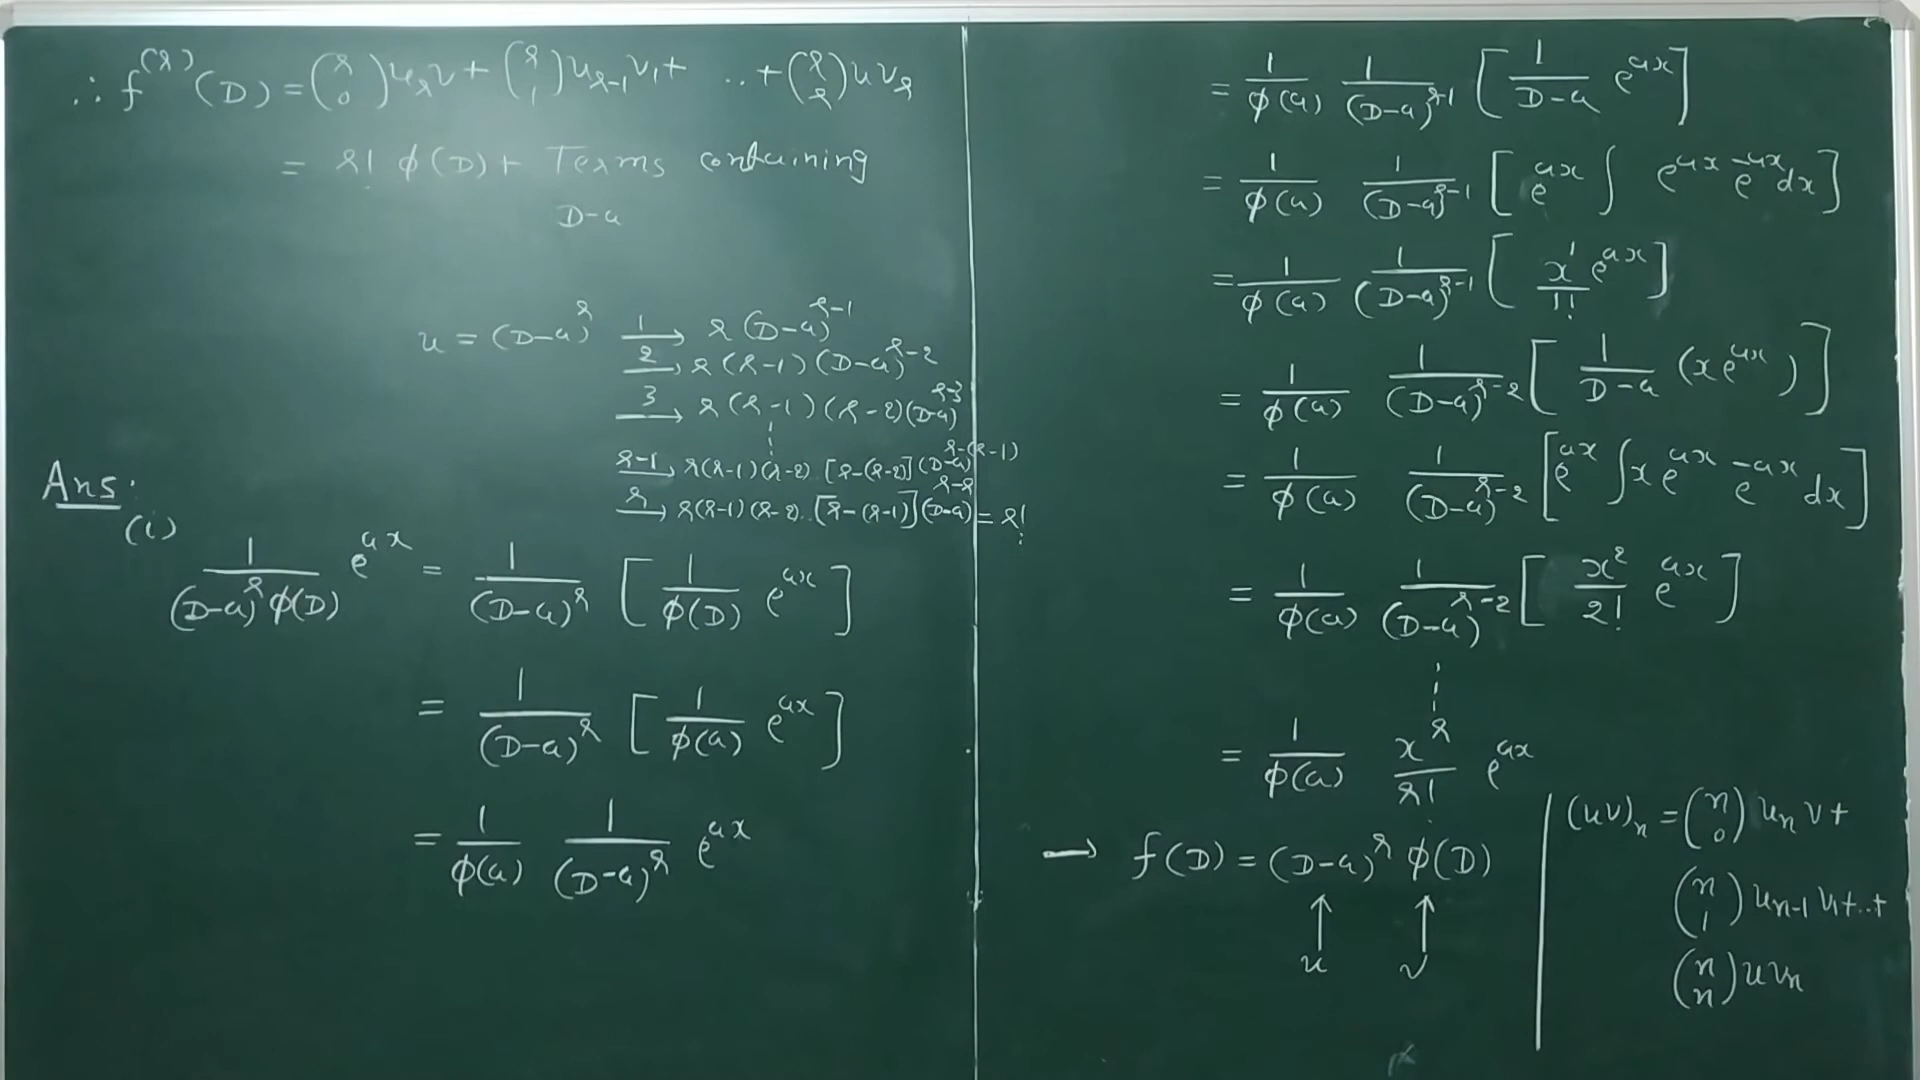 ∴ f^(r)(D) = (r 0) u_r v + (r 1) u_{r-1} v_1 + .. + (r r) u v_r
= r! φ(D) + Terms containing
D-a
u = (D-a)^r —1→ r (D-a)^{r-1}
—2→ r (r-1) (D-a)^{r-2}
—3→ r (r-1) (r-2) (D-a)^{r-3}
—r-1→ r(r-1)(r-2) . [r-(r-2)] (D-a)^{r-(r-1)}
—r→ r(r-1)(r-2) .. [r-(r-1)] (D-a)^{r-r} = r!
Ans:
(i)
1/((D-a)^r φ(D)) e^{ax} = 1/(D-a)^r [ 1/φ(D) e^{ax} ]
= 1/(D-a)^r [ 1/φ(a) e^{ax} ]
= 1/φ(a) 1/(D-a)^r e^{ax}
= 1/φ(a) 1/(D-a)^{r-1} [ 1/(D-a) e^{ax} ]
= 1/φ(a) 1/(D-a)^{r-1} [ e^{ax} ∫ e^{ax} e^{-ax} dx ]
= 1/φ(a) 1/(D-a)^{r-1} [ x^1/1! e^{ax} ]
= 1/φ(a) 1/(D-a)^{r-2} [ 1/(D-a) (x e^{ax}) ]
= 1/φ(a) 1/(D-a)^{r-2} [ e^{ax} ∫ x e^{ax} e^{-ax} dx ]
= 1/φ(a) 1/(D-a)^{r-2} [ x^2/2! e^{ax} ]
= 1/φ(a) x^r/r! e^{ax}
→ f(D) = (D-a)^r φ(D)
↑ ↑
u v
(uv)_n = (n 0) u_n v +
(n 1) u_{n-1} v_1 + .. +
(n n) u v_n